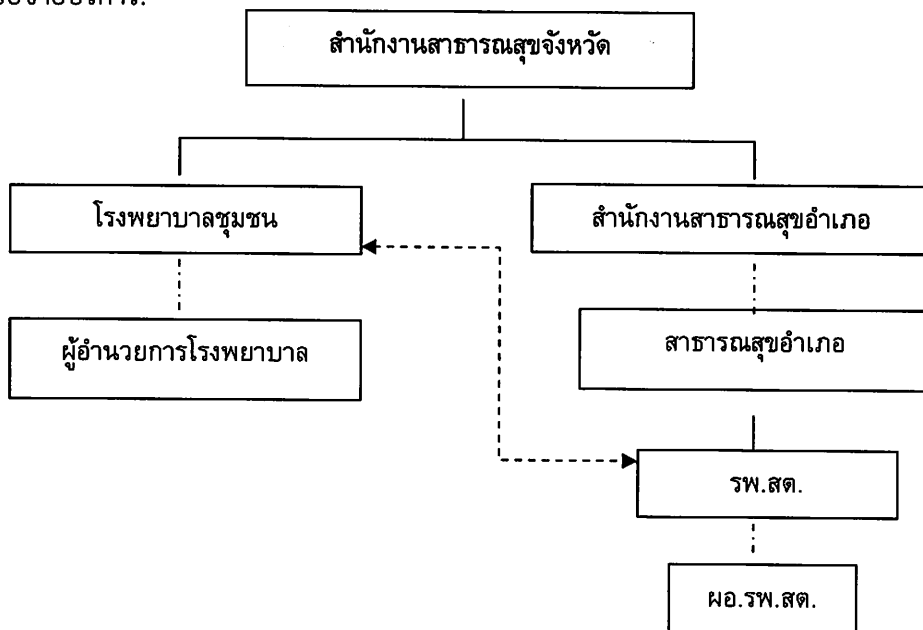 สำนักงานสาธารณสุขจังหวัด
โรงพยาบาลชุมชน
สำนักงานสาธารณสุขอำเภอ
ผู้อำนวยการโรงพยาบาล
สาธารณสุขอำเภอ
รพ.สต.
ผอ.รพ.สต.